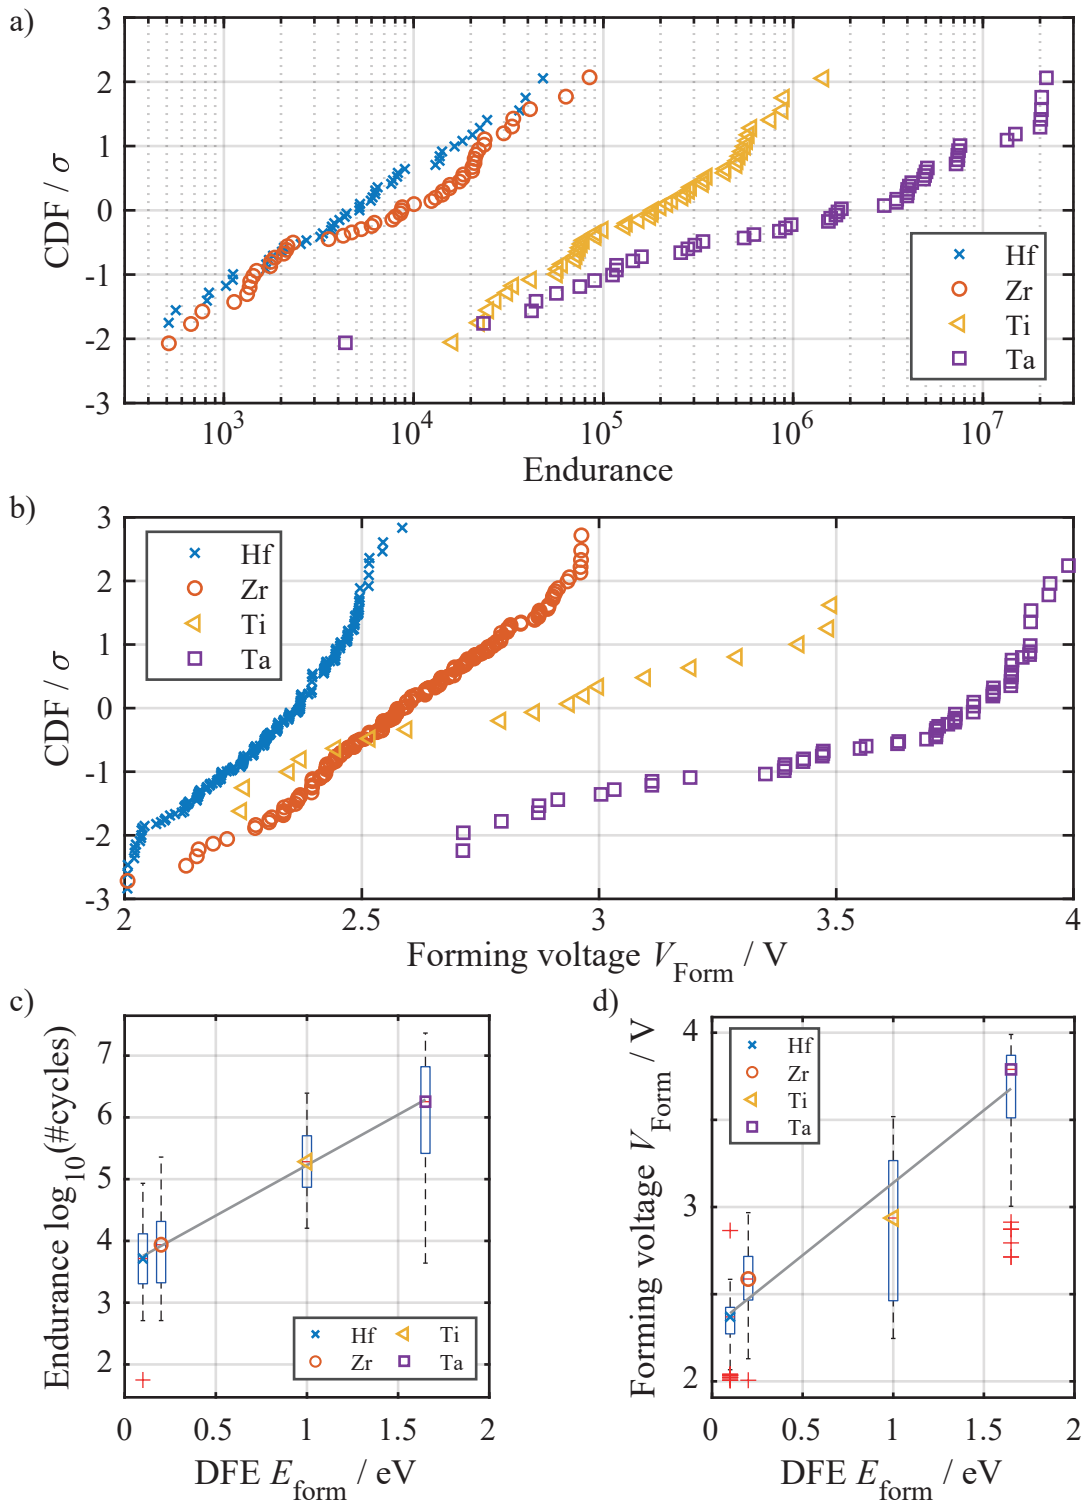 a)
3
2
1
0
-1
-2
-3
CDF / σ
10^3
10^4
10^5
10^6
10^7
Endurance
Hf
Zr
Ti
Ta
b)
3
2
1
0
-1
-2
-3
CDF / σ
2
2.5
3
3.5
4
Forming voltage V_Form / V
Hf
Zr
Ti
Ta
c)
7
6
5
4
3
2
Endurance log_10(#cycles)
0
0.5
1
1.5
2
DFE E_form / eV
Hf
Ti
Zr
Ta
d)
4
3
2
Forming voltage V_Form / V
0
0.5
1
1.5
2
DFE E_form / eV
Hf
Zr
Ti
Ta